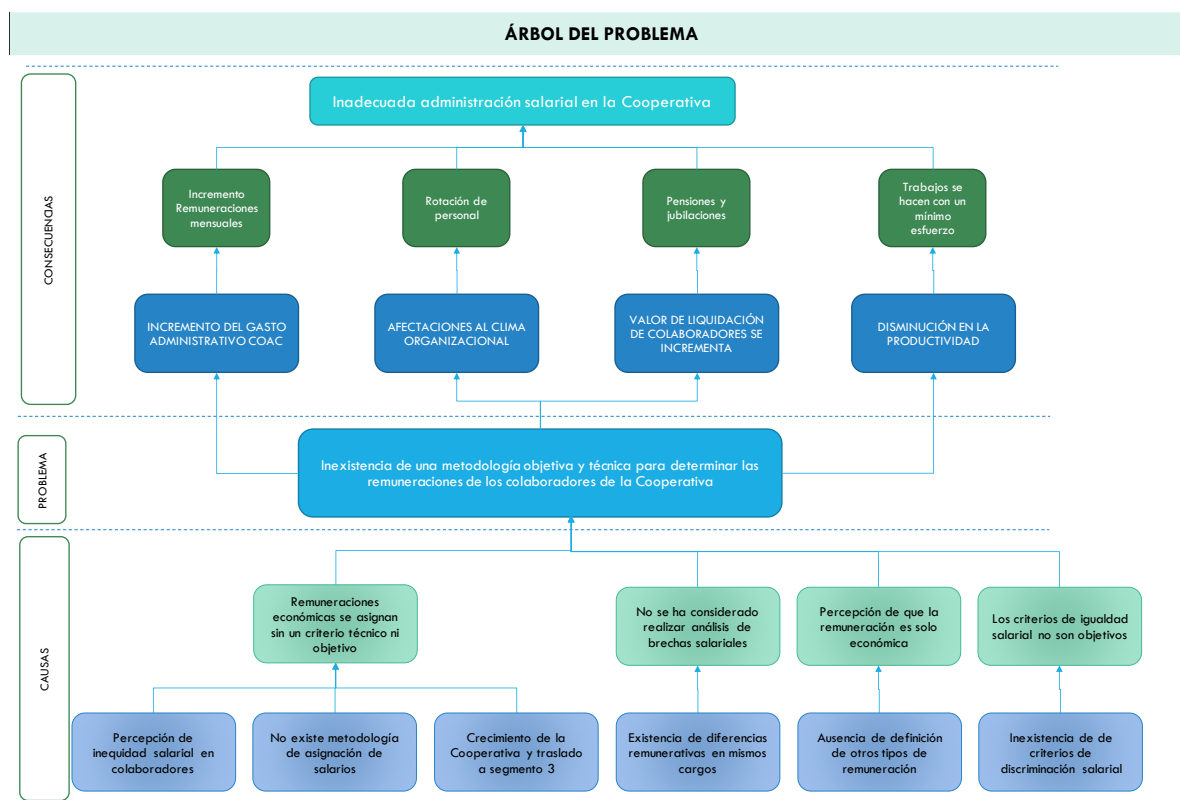 ÁRBOL DEL PROBLEMA
CONSECUENCIAS
Inadecuada administración salarial en la Cooperativa
Incremento
Remuneraciones
mensuales
Rotación de
personal
Pensiones y
jubilaciones
Trabajos se
hacen con un
mínimo
esfuerzo
INCREMENTO DEL GASTO
ADMINISTRATIVO COAC
AFECTACIONES AL CLIMA
ORGANIZACIONAL
VALOR DE LIQUIDACIÓN
DE COLABORADORES SE
INCREMENTA
DISMINUCIÓN EN LA
PRODUCTIVIDAD
PROBLEMA
Inexistencia de una metodología objetiva y técnica para determinar las
remuneraciones de los colaboradores de la Cooperativa
CAUSAS
Remuneraciones
económicas se asignan
sin un criterio técnico ni
objetivo
No se ha considerado
realizar análisis de
brechas salariales
Percepción de que la
remuneración es solo
económica
Los criterios de igualdad
salarial no son objetivos
Percepción de
inequidad salarial en
colaboradores
No existe metodología
de asignación de
salarios
Crecimiento de la
Cooperativa y traslado
a segmento 3
Existencia de diferencias
remunerativas en mismos
cargos
Ausencia de definición
de otros tipos de
remuneración
Inexistencia de de
criterios de
discriminación salarial